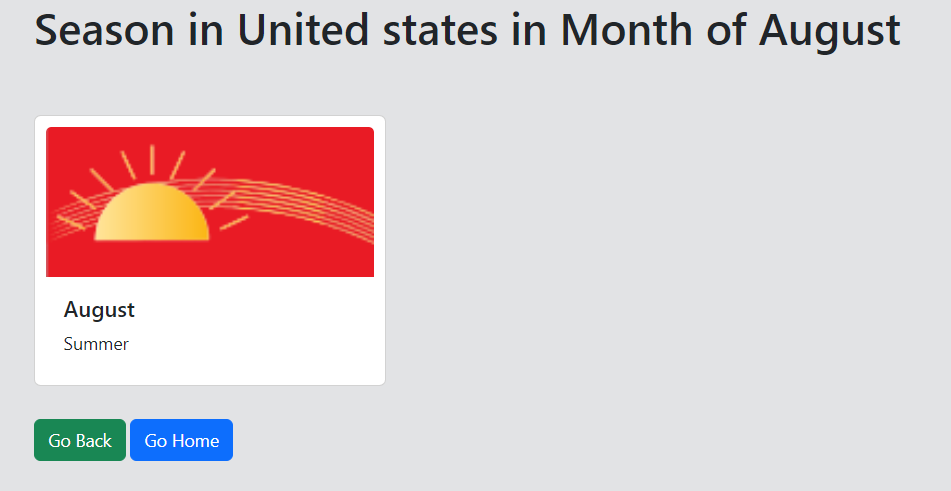 Season in United states in Month of August
August
Summer
Go Back
Go Home